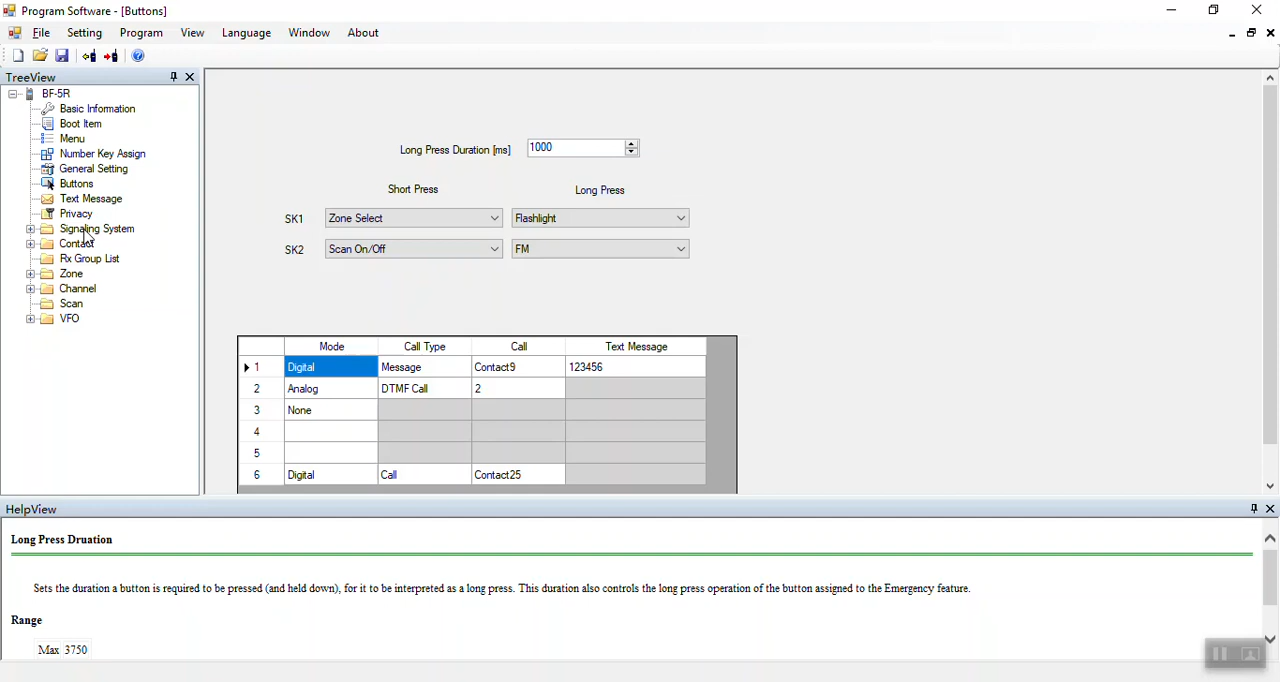 Program Software - [Buttons]
File Setting Program View Language Window About
TreeView
BF-5R
Basic Information
Boot Item
Menu
Number Key Assign
General Setting
Buttons
Text Message
Privacy
Signaling System
Contact
Rx Group List
Zone
Channel
Scan
VFO
Long Press Duration [ms] 1000
Short Press Long Press
SK1 Zone Select Flashlight
SK2 Scan On/Off FM
Mode Call Type Call Text Message
1 Digital Message Contact9 123456
2 Analog DTMF Call 2
3 None
4
5
6 Digital Call Contact25
HelpView
Long Press Druation
Sets the duration a button is required to be pressed (and held down), for it to be interpreted as a long press. This duration also controls the long press operation of the button assigned to the Emergency feature.
Range
Max 3750